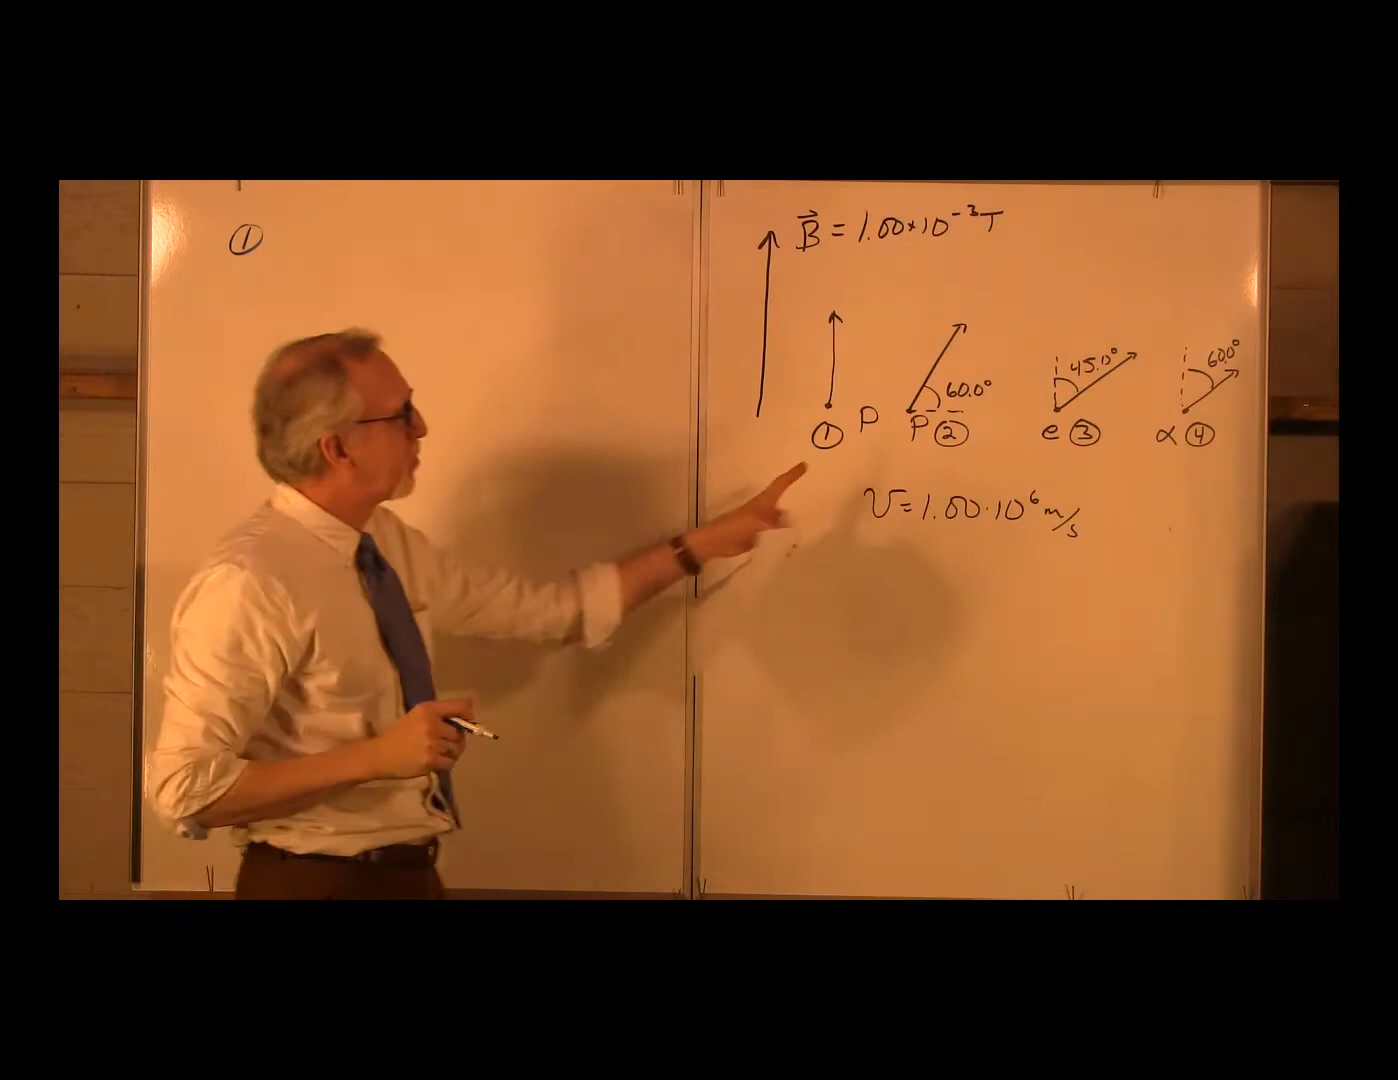 ①
B⃗ = 1.00×10⁻³ T
60.0°
45.0°
60.0°
① P
P ②
e ③
α ④
v = 1.00·10⁶ m/s